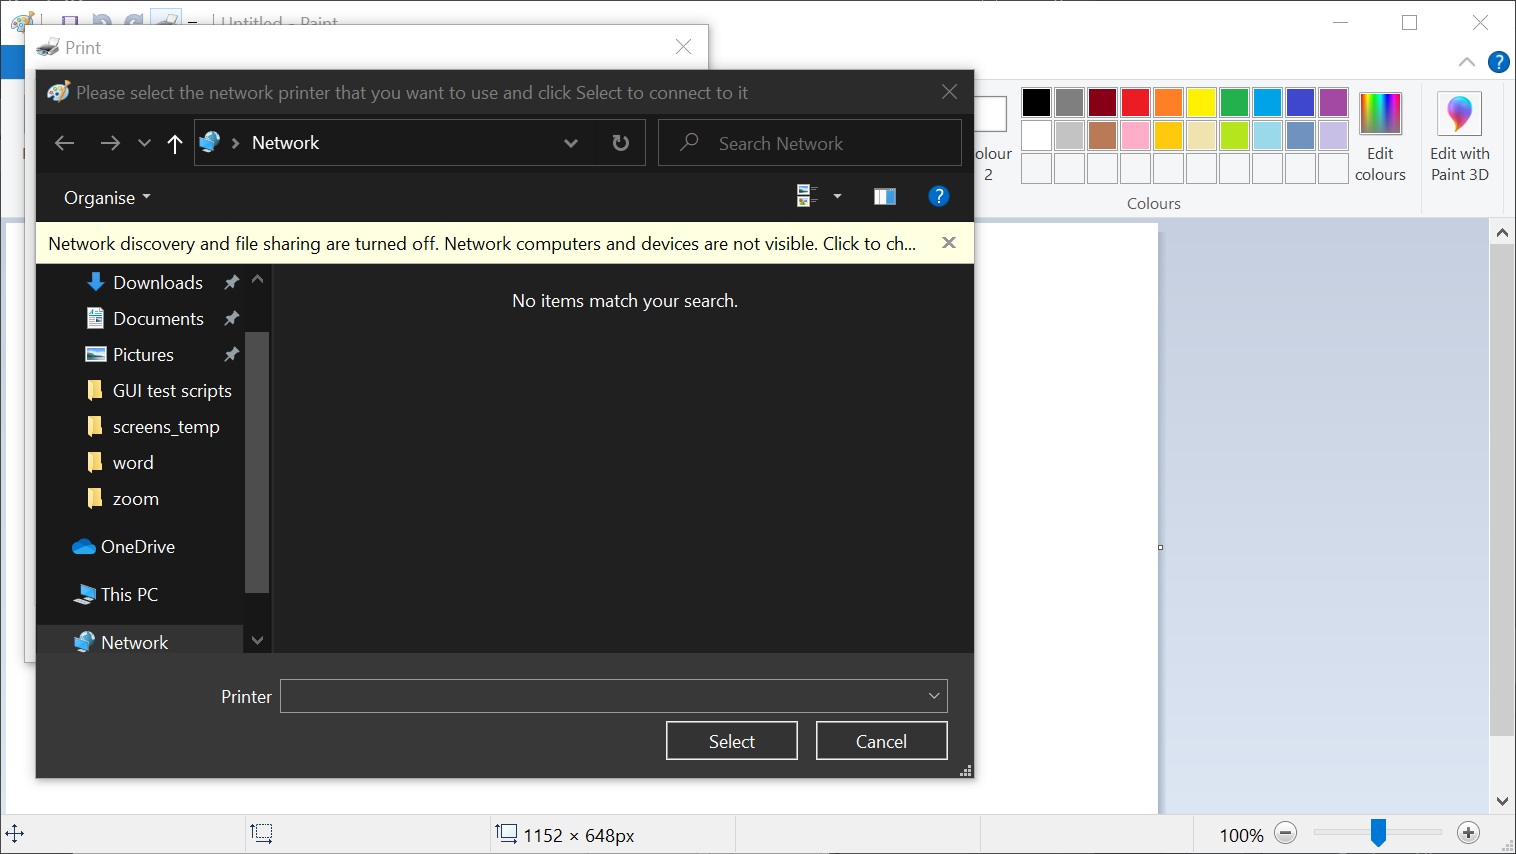 Untitled - Paint
Print
Please select the network printer that you want to use and click Select to connect to it
Network
Search Network
Organise
Network discovery and file sharing are turned off. Network computers and devices are not visible. Click to ch...
No items match your search.
Downloads
Documents
Pictures
GUI test scripts
screens_temp
word
zoom
OneDrive
This PC
Network
Printer
Select
Cancel
olour
2
Edit
colours
Edit with
Paint 3D
Colours
1152 × 648px
100%